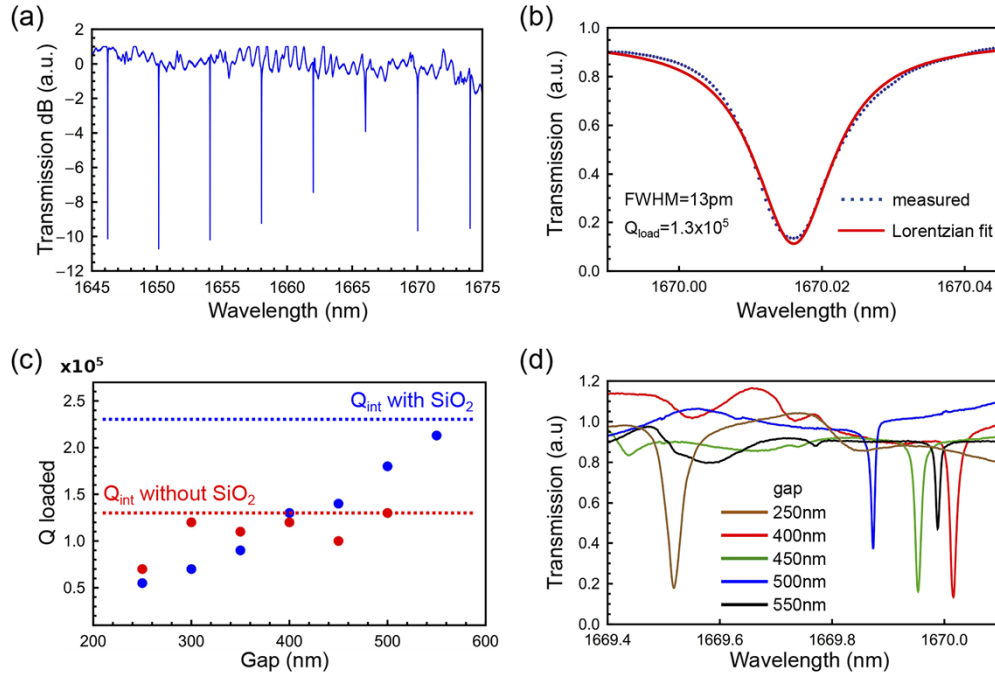 (a)
Transmission dB (a.u.)
2
0
−2
−4
−6
−8
−10
−12
1645 1650 1655 1660 1665 1670 1675
Wavelength (nm)
(b)
Transmission (a.u.)
1.0
0.8
0.6
0.4
0.2
0.0
FWHM=13pm
Qload=1.3x10⁵
measured
Lorentzian fit
1670.00 1670.02 1670.04
Wavelength (nm)
(c)
x10⁵
Q loaded
2.5
2.0
1.5
1.0
0.5
Qint with SiO₂
Qint without SiO₂
200 300 400 500 600
Gap (nm)
(d)
Transmission (a.u)
1.2
1.0
0.8
0.6
0.4
0.2
0.0
gap
250nm
400nm
450nm
500nm
550nm
1669.4 1669.6 1669.8 1670.0
Wavelength (nm)